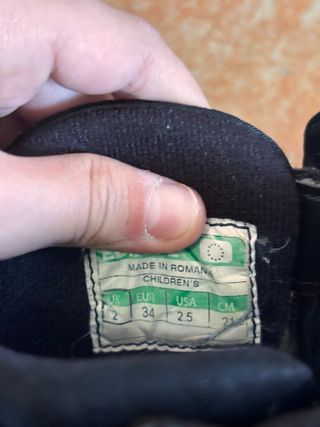 MADE IN ROMANIA
CHILDREN'S
UK EUR USA CM
2 34 2.5 21